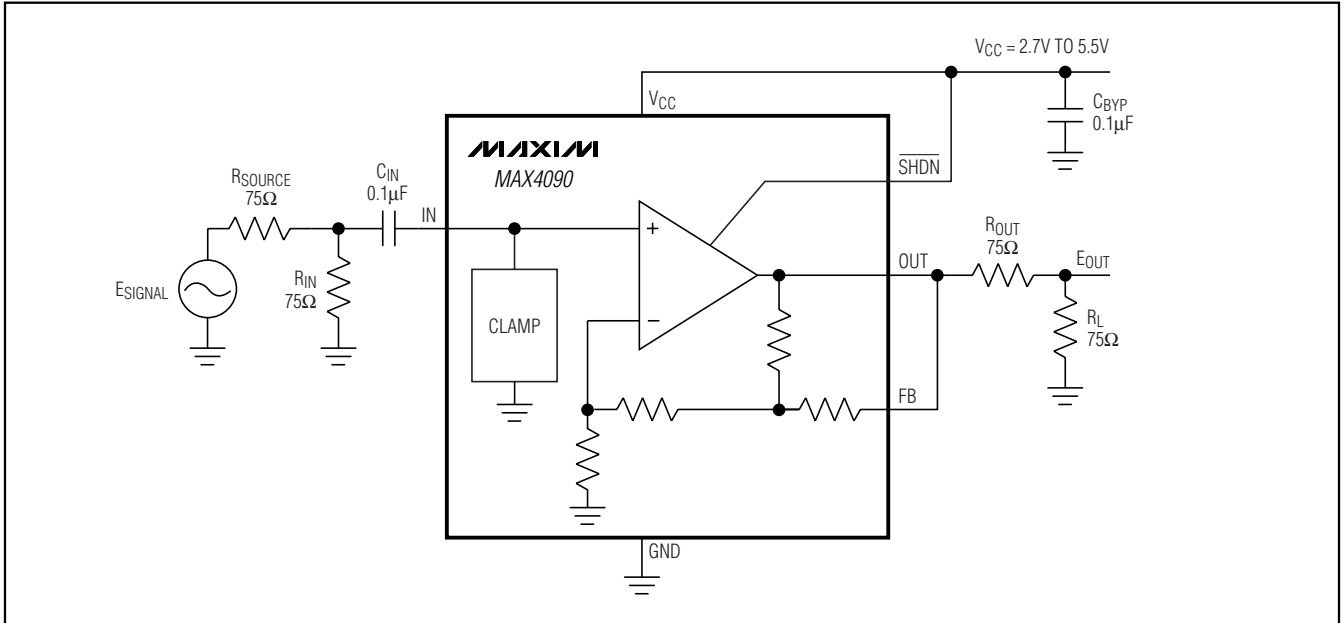 VCC = 2.7V TO 5.5V
VCC
CBYP
0.1µF
MAXIM
MAX4090
SHDN
RSOURCE
75Ω
CIN
0.1µF
IN
+
ROUT
75Ω
OUT
EOUT
RIN
75Ω
ESIGNAL
CLAMP
−
RL
75Ω
FB
GND